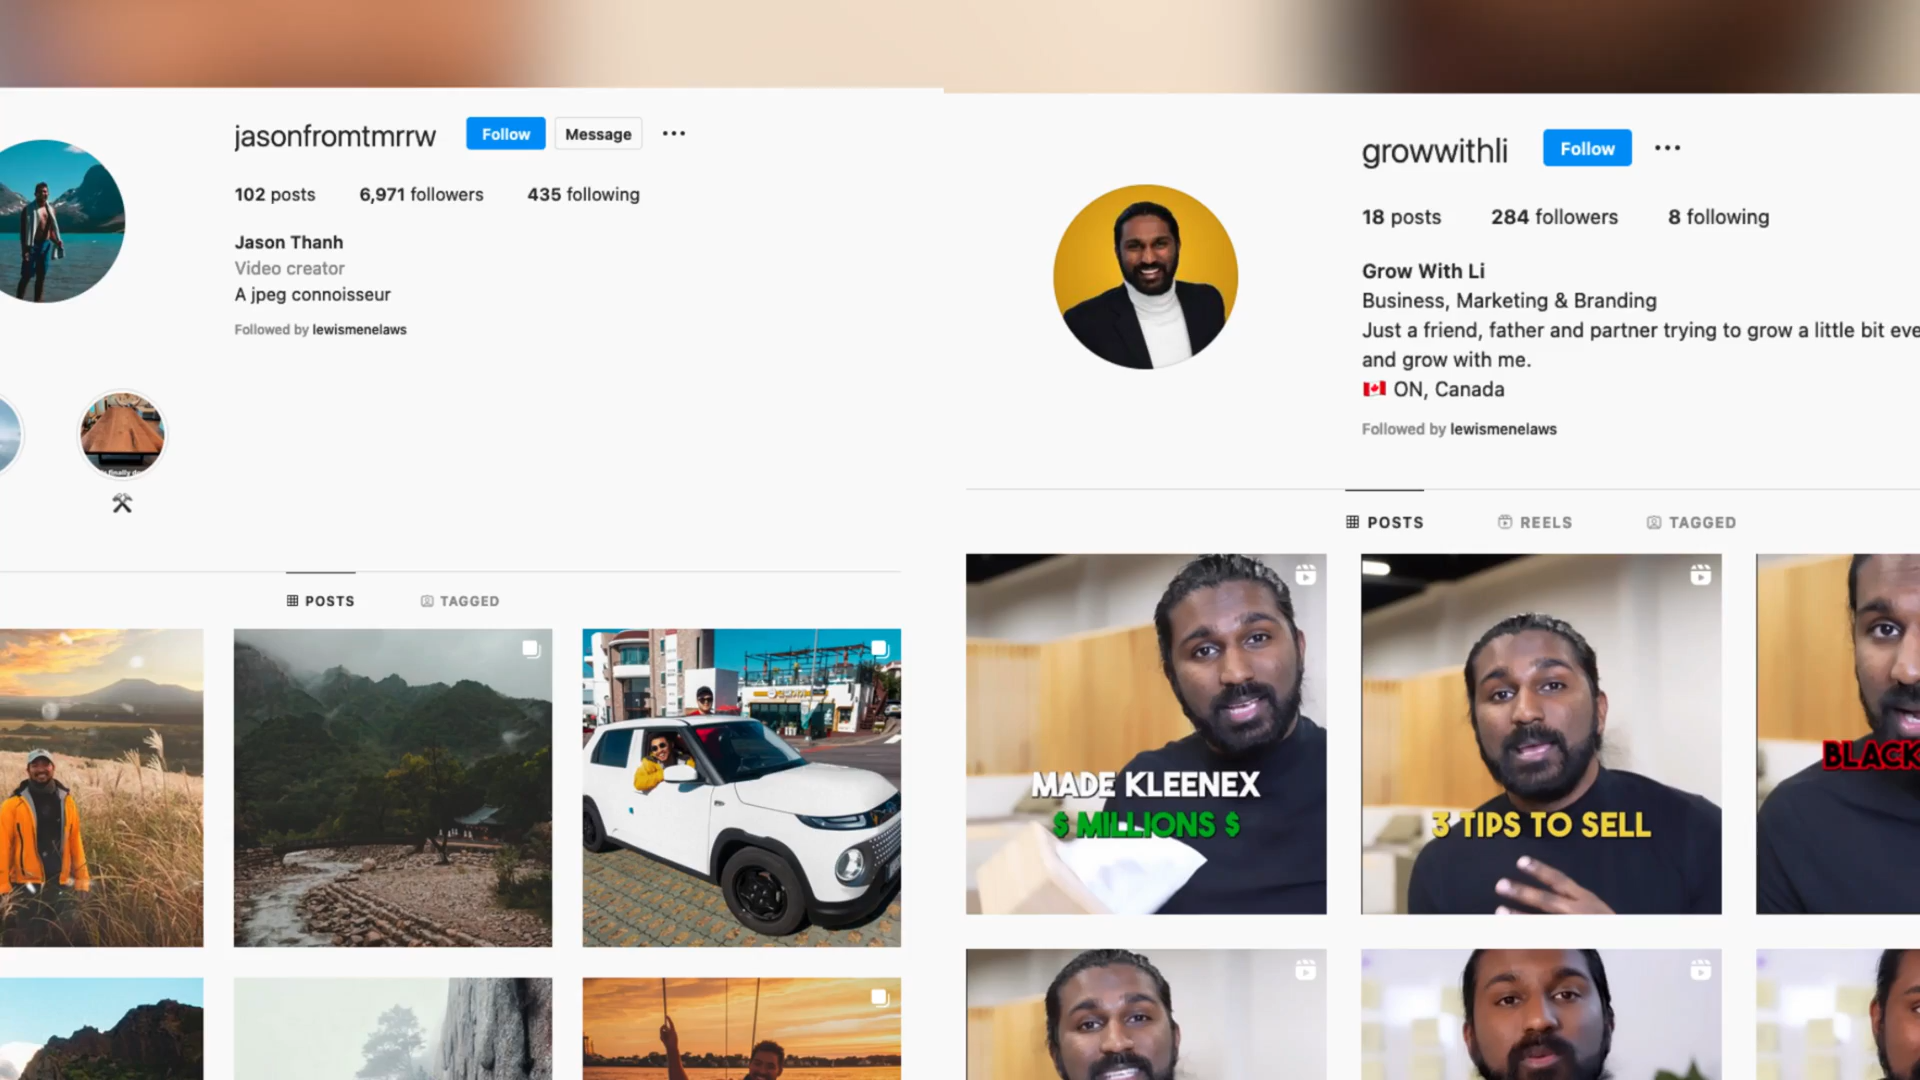 jasonfromtmrrw Follow Message
102 posts 6,971 followers 435 following
Jason Thanh
Video creator
A jpeg connoisseur
Followed by lewismenelaws
POSTS TAGGED
growwithli Follow
18 posts 284 followers 8 following
Grow With Li
Business, Marketing & Branding
Just a friend, father and partner trying to grow a little bit eve
and grow with me.
🇨🇦 ON, Canada
Followed by lewismenelaws
POSTS REELS TAGGED
MADE KLEENEX
$ MILLIONS $
3 TIPS TO SELL
BLACK